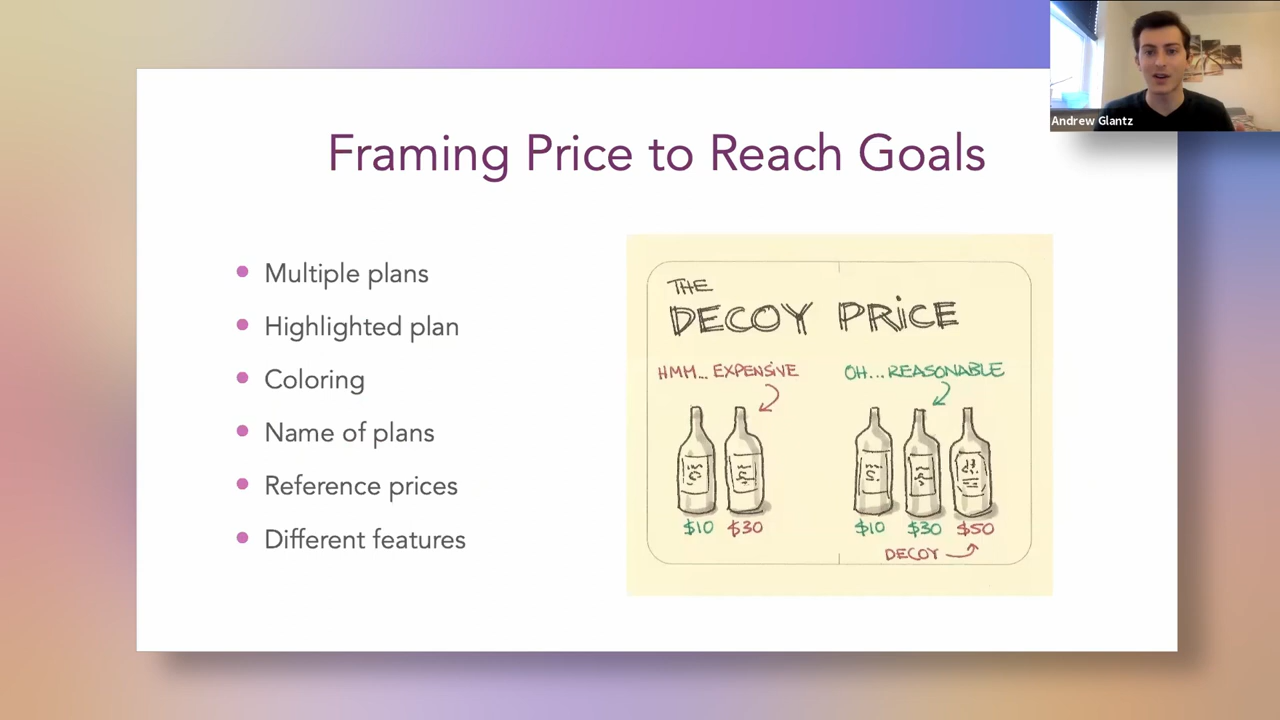 Andrew Glantz
Framing Price to Reach Goals
Multiple plans
Highlighted plan
Coloring
Name of plans
Reference prices
Different features
THE
DECOY PRiCE
HMM... EXPENSiVE
OH... REASONABLE
$10 $30
$10 $30 $50
DECOY